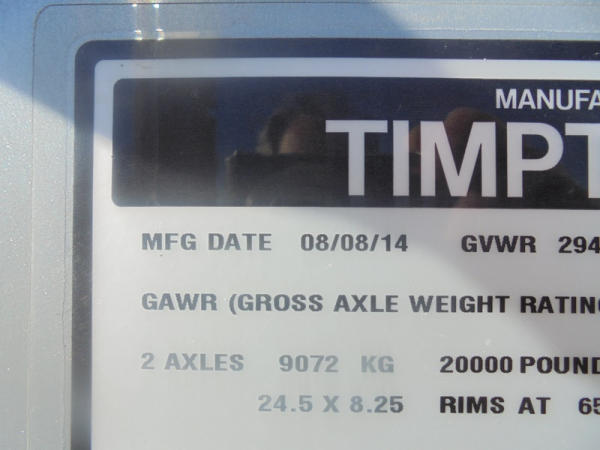 MANUFA
TIMPT
MFG DATE 08/08/14 GVWR 294
GAWR (GROSS AXLE WEIGHT RATING
2 AXLES 9072 KG 20000 POUND
24.5 X 8.25 RIMS AT 65